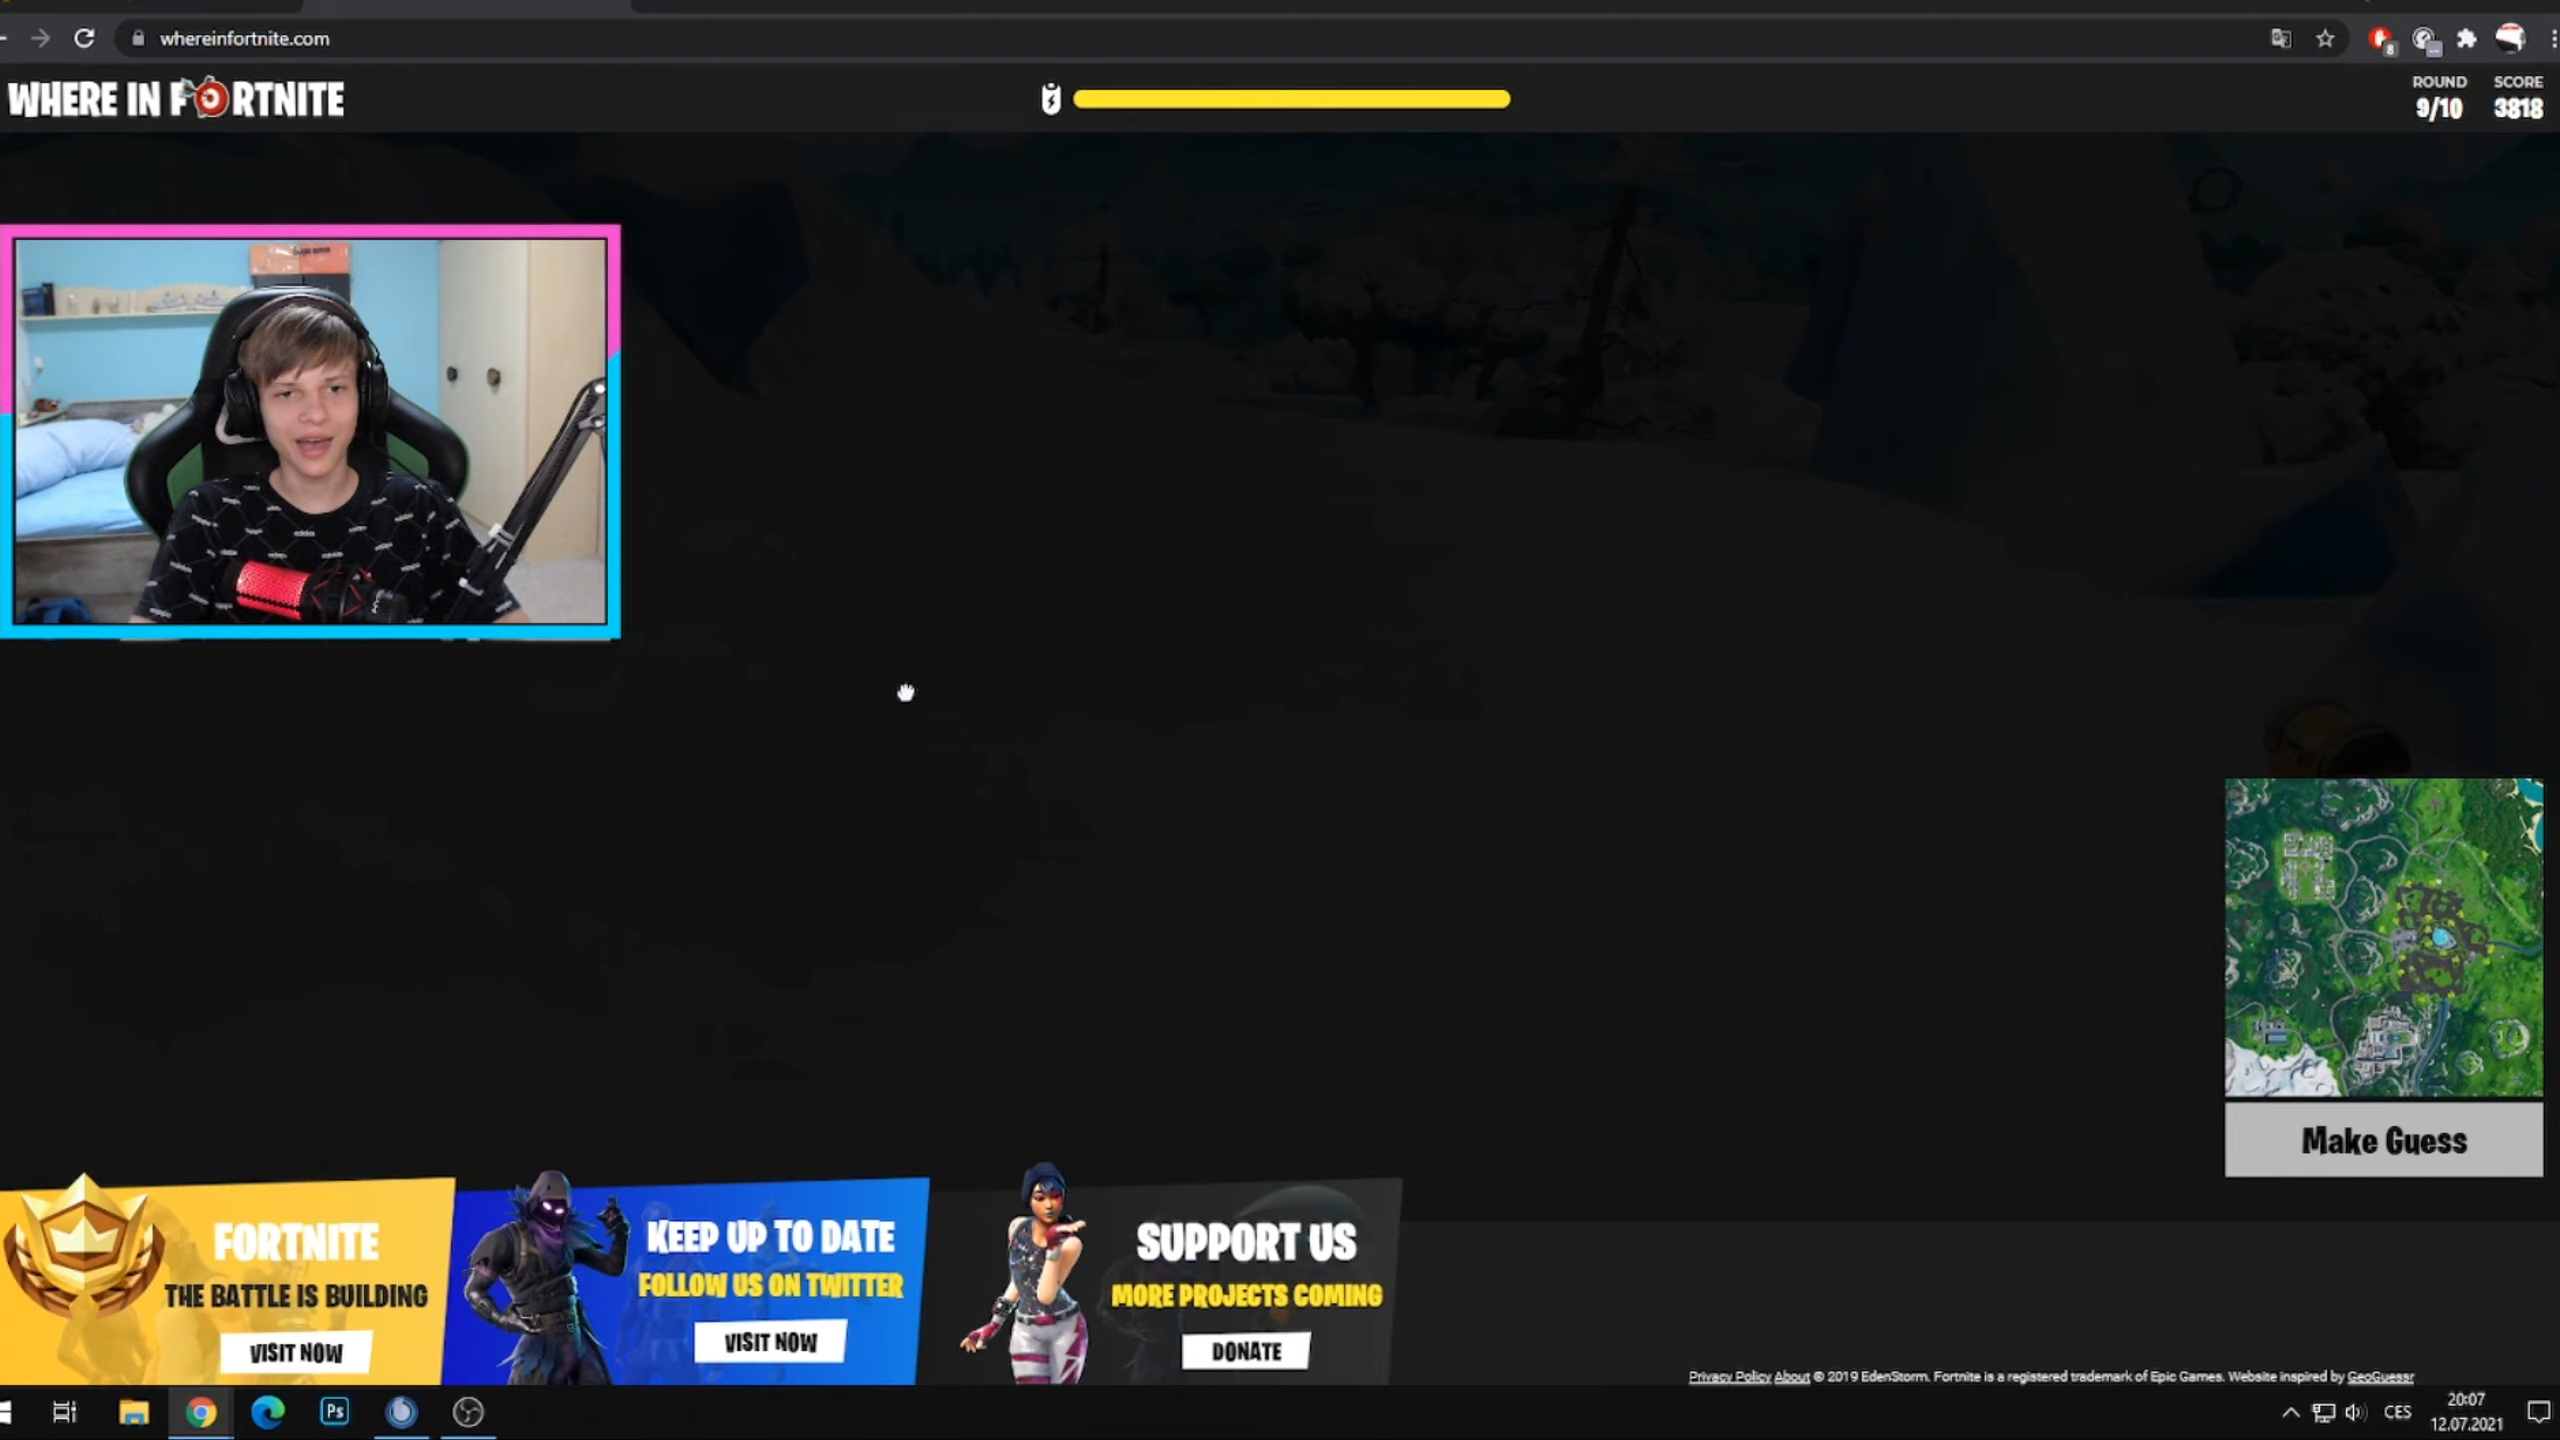 whereinfortnite.com
8
WHERE IN FORTNITE
ROUND
9/10
SCORE
3818
adidas
Make Guess
FORTNITE
THE BATTLE IS BUILDING
VISIT NOW
KEEP UP TO DATE
FOLLOW US ON TWITTER
VISIT NOW
SUPPORT US
MORE PROJECTS COMING
DONATE
Privacy Policy About © 2019 EdenStorm. Fortnite is a registered trademark of Epic Games. Website inspired by GeoGuessr
Ps
CES
20:07
12.07.2021